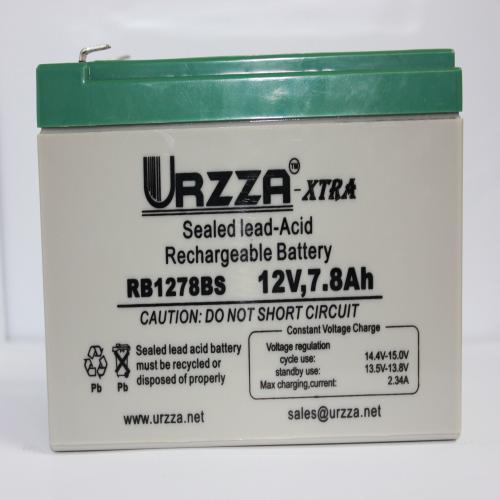 URZZA™-XTRA
Sealed lead-Acid
Rechargeable Battery
RB1278BS 12V,7.8Ah
CAUTION: DO NOT SHORT CIRCUIT
Pb Pb
Sealed lead acid battery
must be recycled or
disposed of properly
Constant Voltage Charge
Voltage regulation
cycle use: 14.4V-15.0V
standby use: 13.5V-13.8V
Max charging,current: 2.34A
www.urzza.net sales@urzza.net